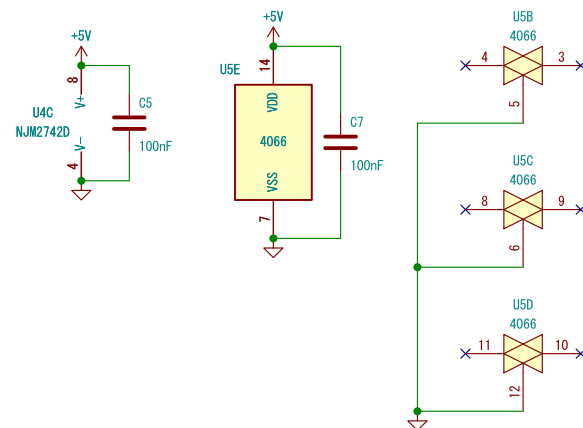 +5V
8
U4C
NJM2742D
V+
V-
4
C5
100nF
+5V
U5E
14
VDD
4066
VSS
7
C7
100nF
U5B
4066
4
3
5
U5C
4066
8
9
6
U5D
4066
11
10
12